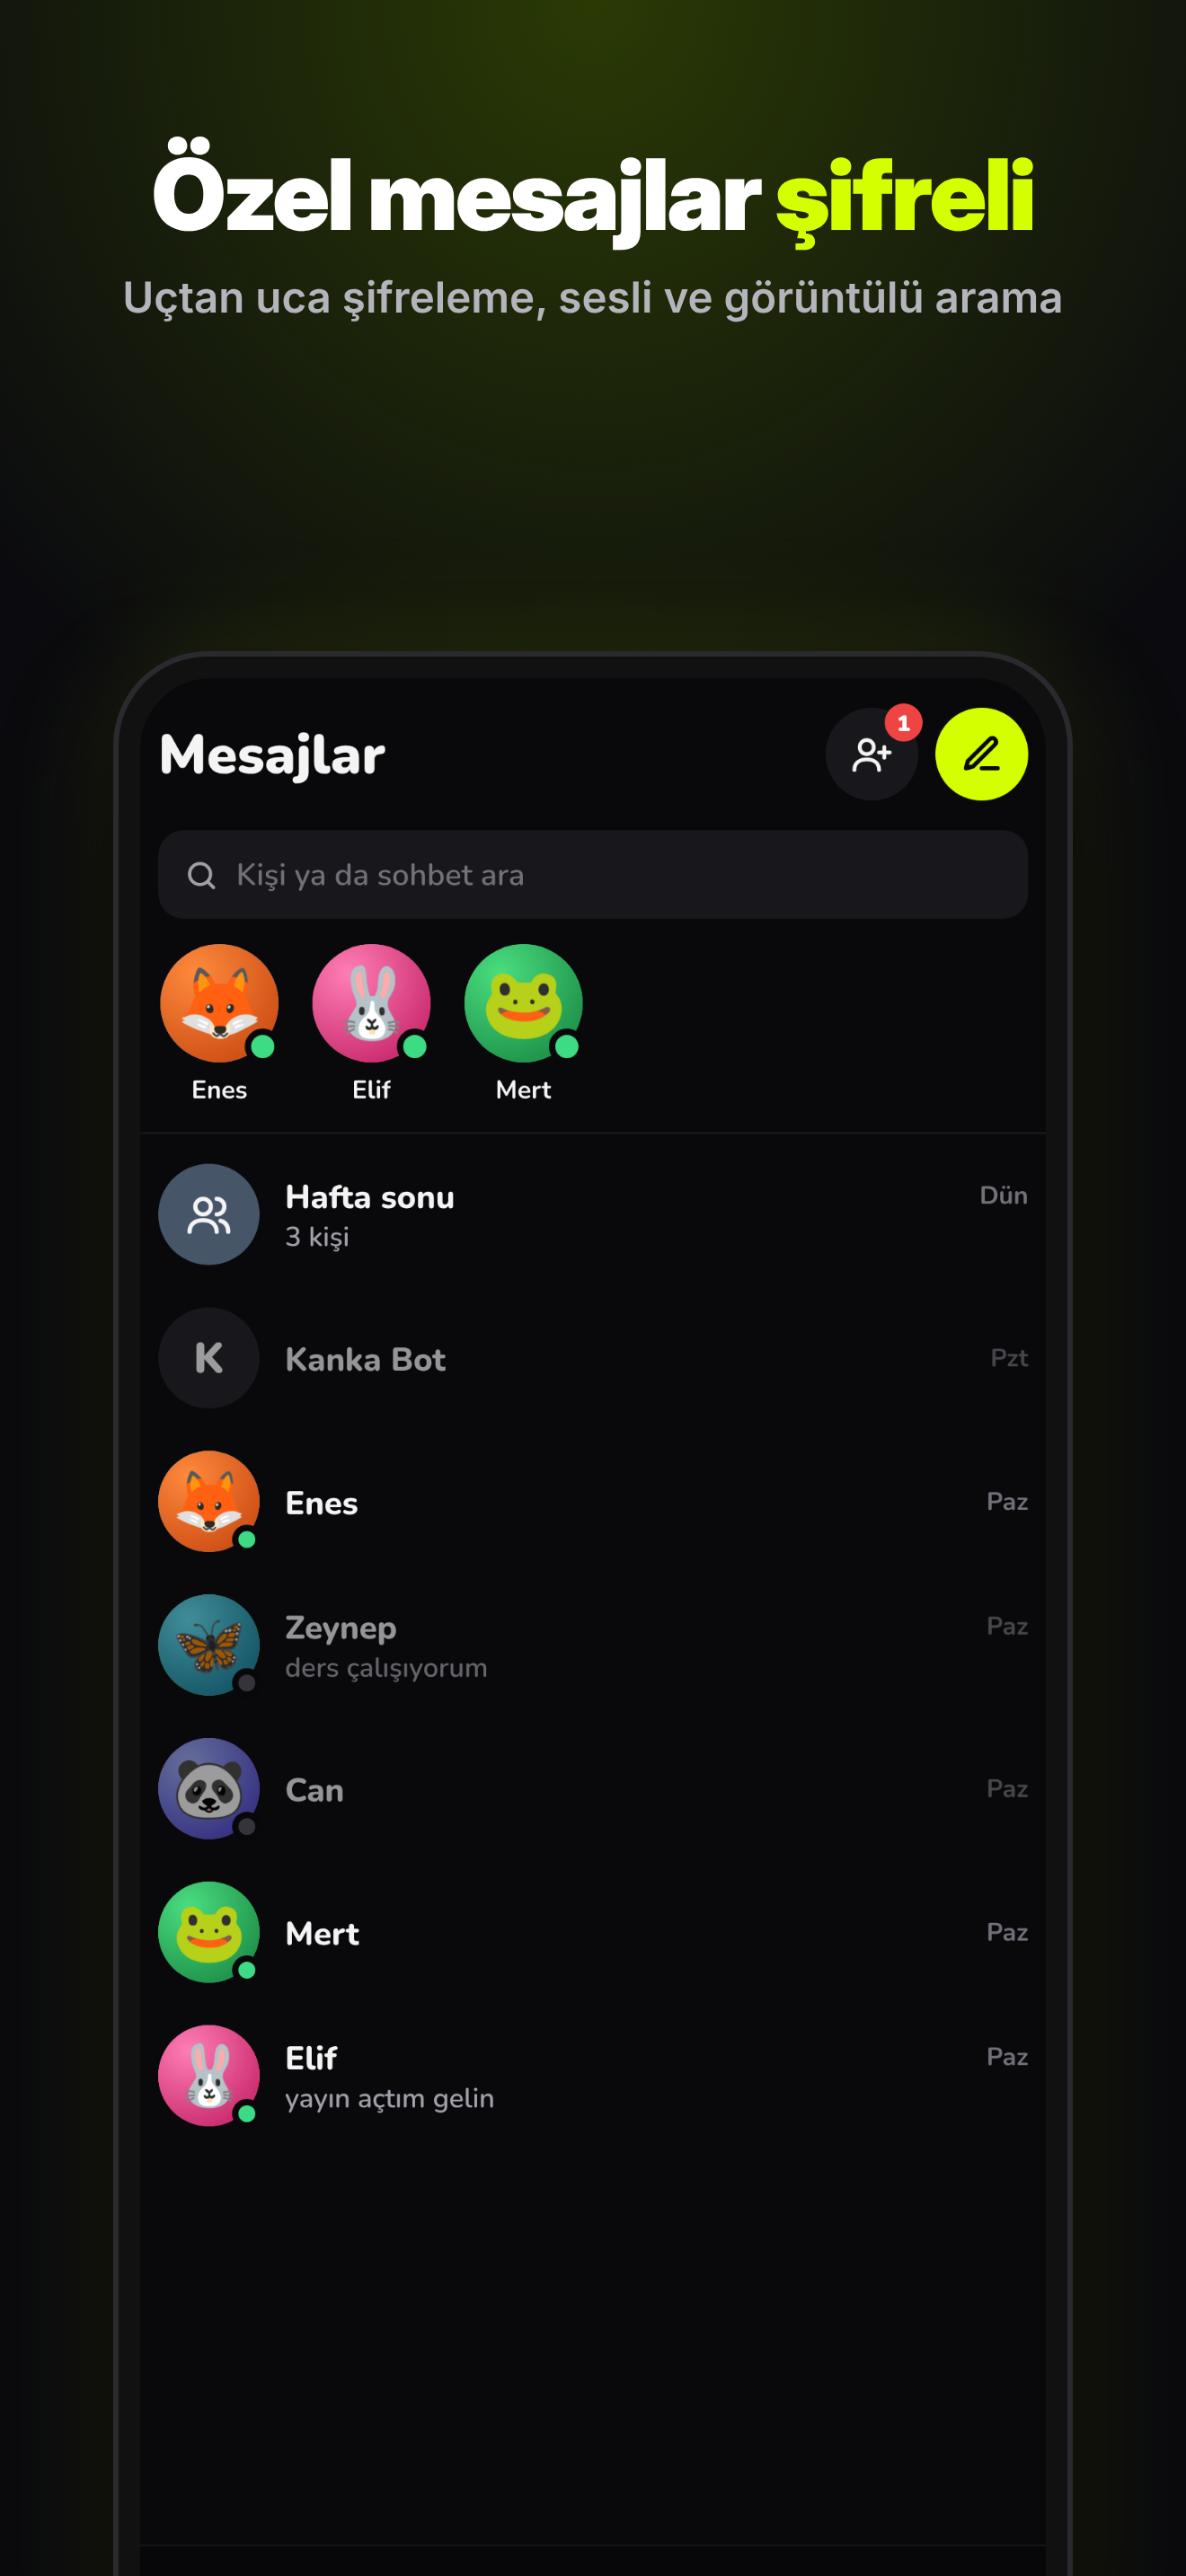 Özel mesajlar şifreli
Uçtan uca şifreleme, sesli ve görüntülü arama
Mesajlar
1
Kişi ya da sohbet ara
Enes
Elif
Mert
Hafta sonu
Dün
3 kişi
K
Kanka Bot
Pzt
Enes
Paz
Zeynep
Paz
ders çalışıyorum
Can
Paz
Mert
Paz
Elif
Paz
yayın açtım gelin